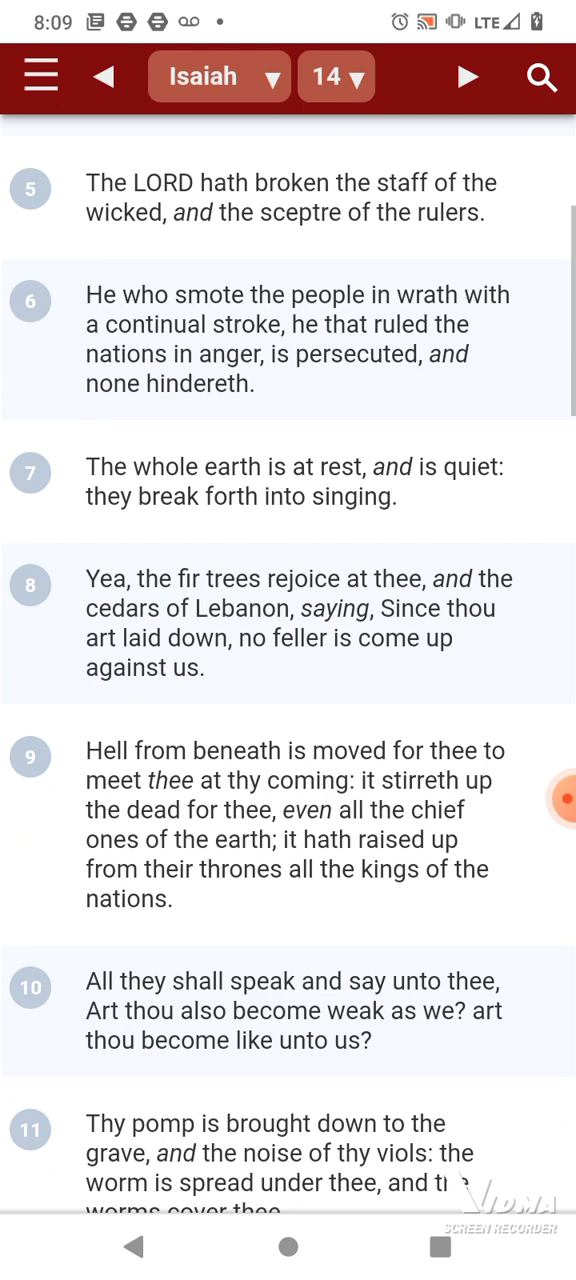 8:09
LTE
Isaiah
14
5
The LORD hath broken the staff of the
wicked, and the sceptre of the rulers.
6
He who smote the people in wrath with
a continual stroke, he that ruled the
nations in anger, is persecuted, and
none hindereth.
7
The whole earth is at rest, and is quiet:
they break forth into singing.
8
Yea, the fir trees rejoice at thee, and the
cedars of Lebanon, saying, Since thou
art laid down, no feller is come up
against us.
9
Hell from beneath is moved for thee to
meet thee at thy coming: it stirreth up
the dead for thee, even all the chief
ones of the earth; it hath raised up
from their thrones all the kings of the
nations.
10
All they shall speak and say unto thee,
Art thou also become weak as we? art
thou become like unto us?
11
Thy pomp is brought down to the
grave, and the noise of thy viols: the
worm is spread under thee, and the
worms cover thee
VIDMA
SCREEN RECORDER